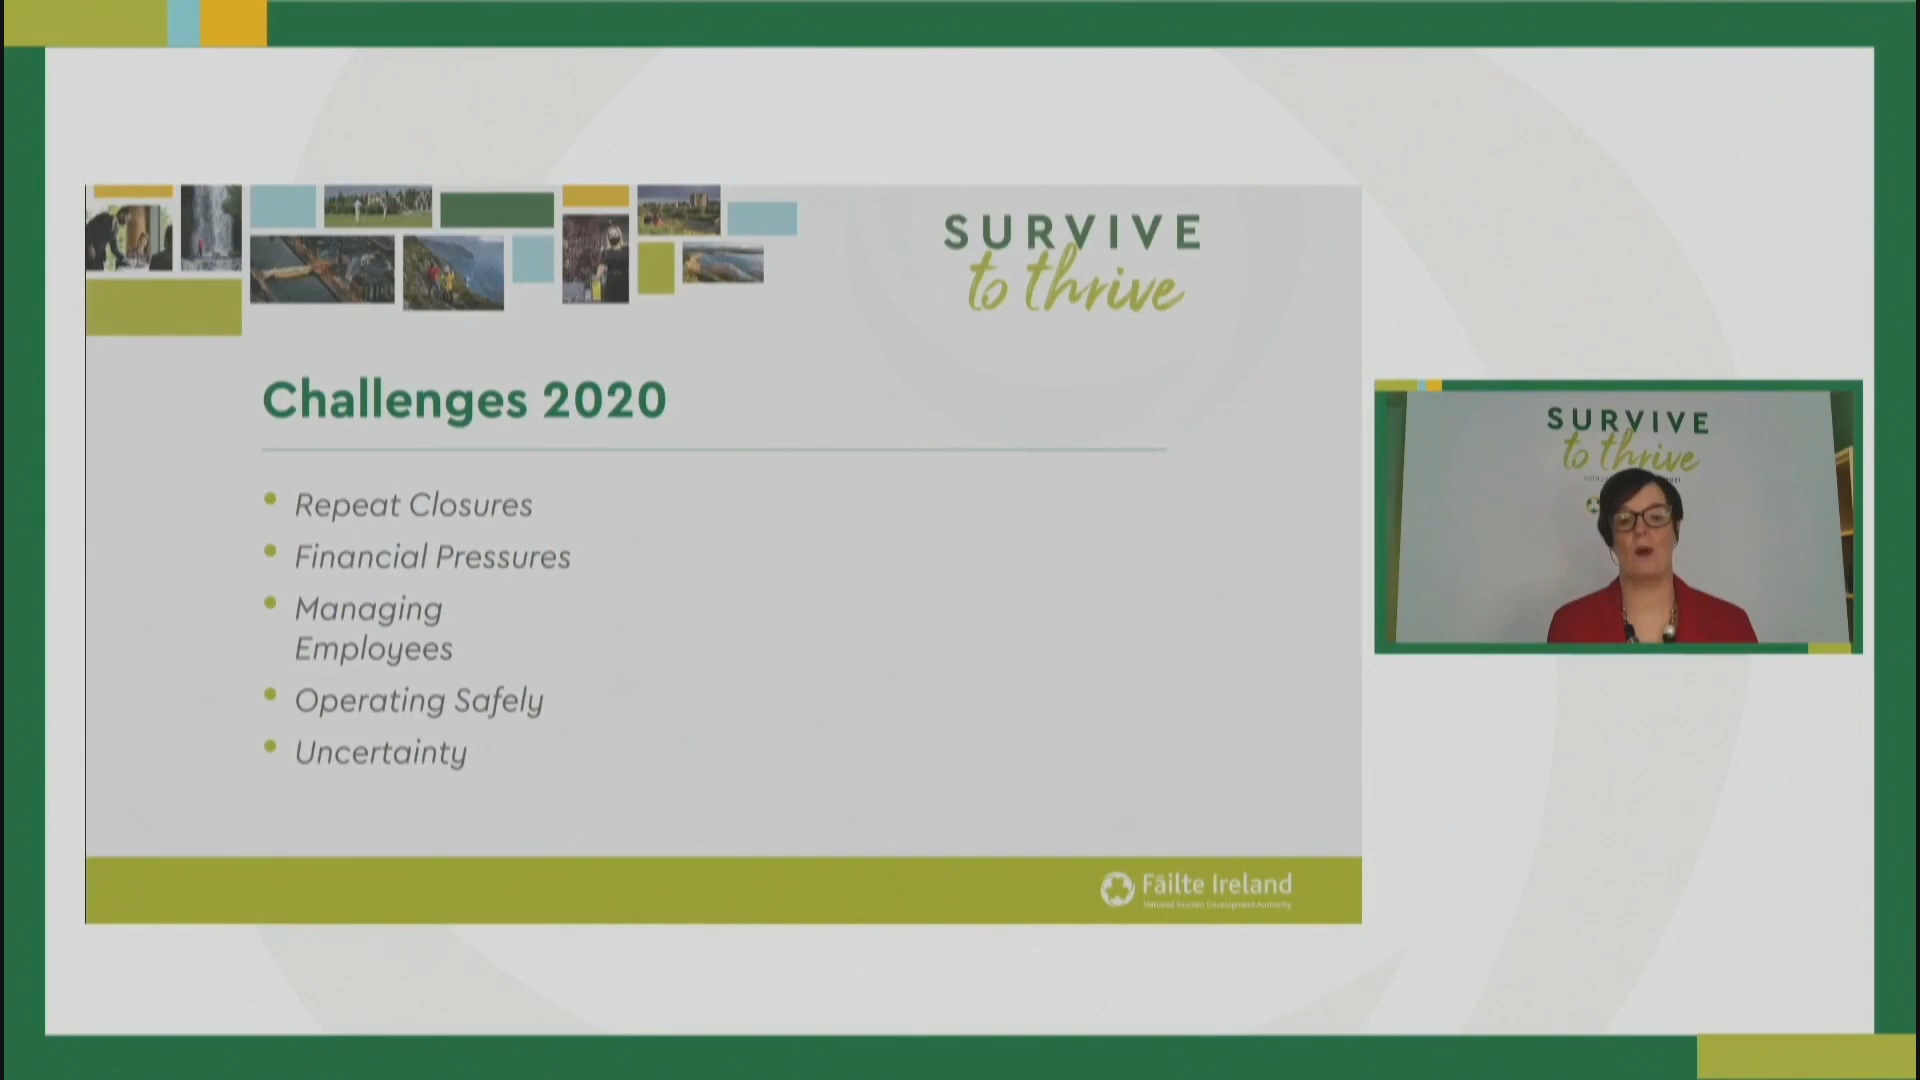 SURVIVE
to thrive
Challenges 2020
• Repeat Closures
• Financial Pressures
• Managing
Employees
• Operating Safely
• Uncertainty
Fáilte Ireland
National Tourism Development Authority
SURVIVE
to thrive